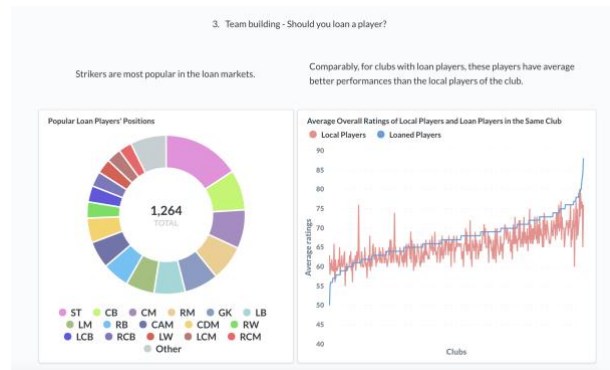 3. Team building - Should you loan a player?
Strikers are most popular in the loan markets.
Comparably, for clubs with loan players, these players have average
better performances than the local players of the club.
Popular Loan Players' Positions
1,264
TOTAL
ST CB CM RM GK LB
LM RB CAM CDM RW
LCB RCB LW LCM RCM
Other
Average Overall Ratings of Local Players and Loan Players in the Same Club
Local Players Loaned Players
Average ratings
90
85
80
75
70
65
60
55
50
45
40
Clubs